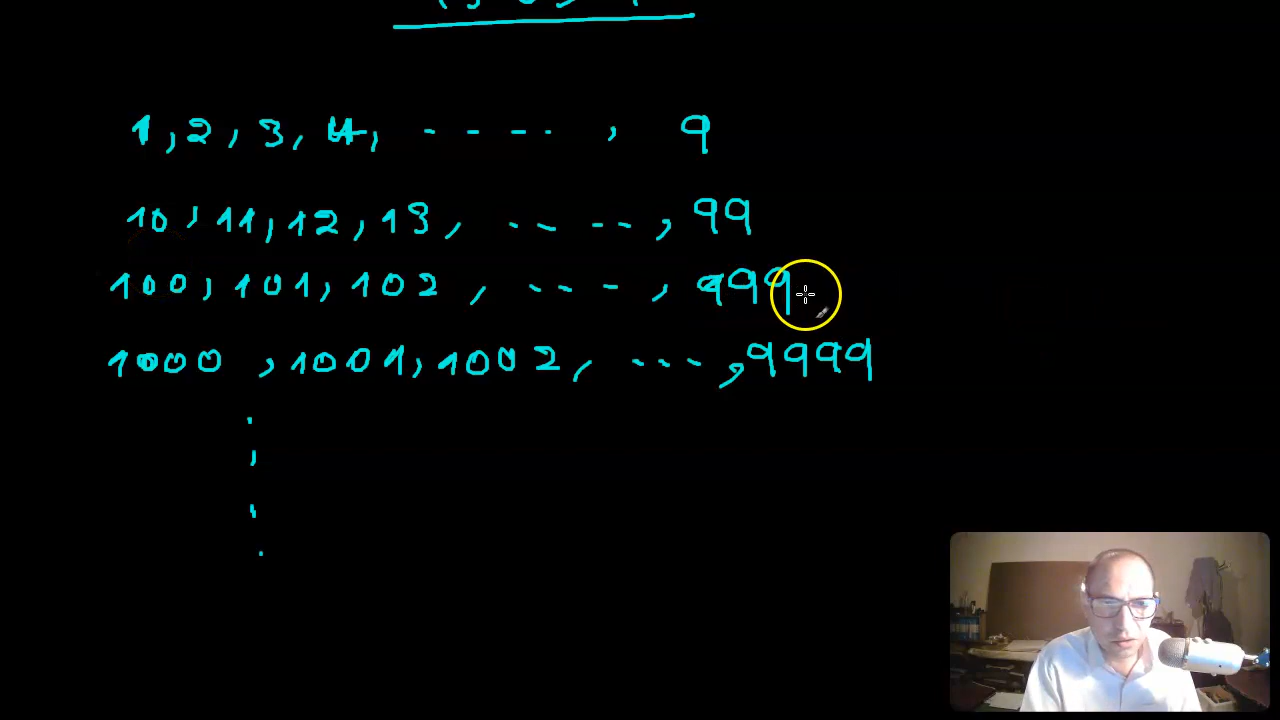 1, 2, 3, 4, - - - - , 9
10, 11, 12, 13, - - - -, 99
100, 101, 102, - - - -, 999
1000, 1001, 1002, - - -, 9999